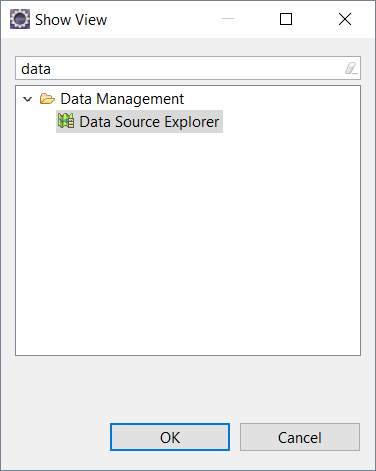 Show View
data
Data Management
Data Source Explorer
OK
Cancel